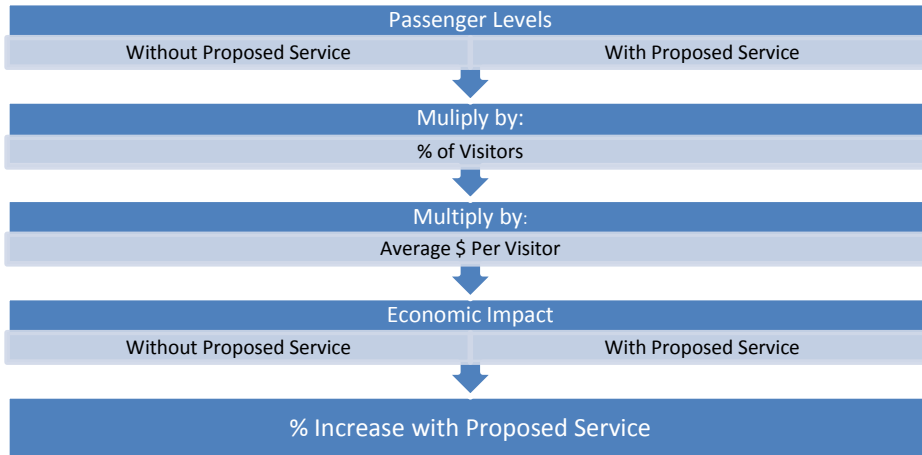 Passenger Levels
Without Proposed Service With Proposed Service
Muliply by:
% of Visitors
Multiply by:
Average $ Per Visitor
Economic Impact
Without Proposed Service With Proposed Service
% Increase with Proposed Service